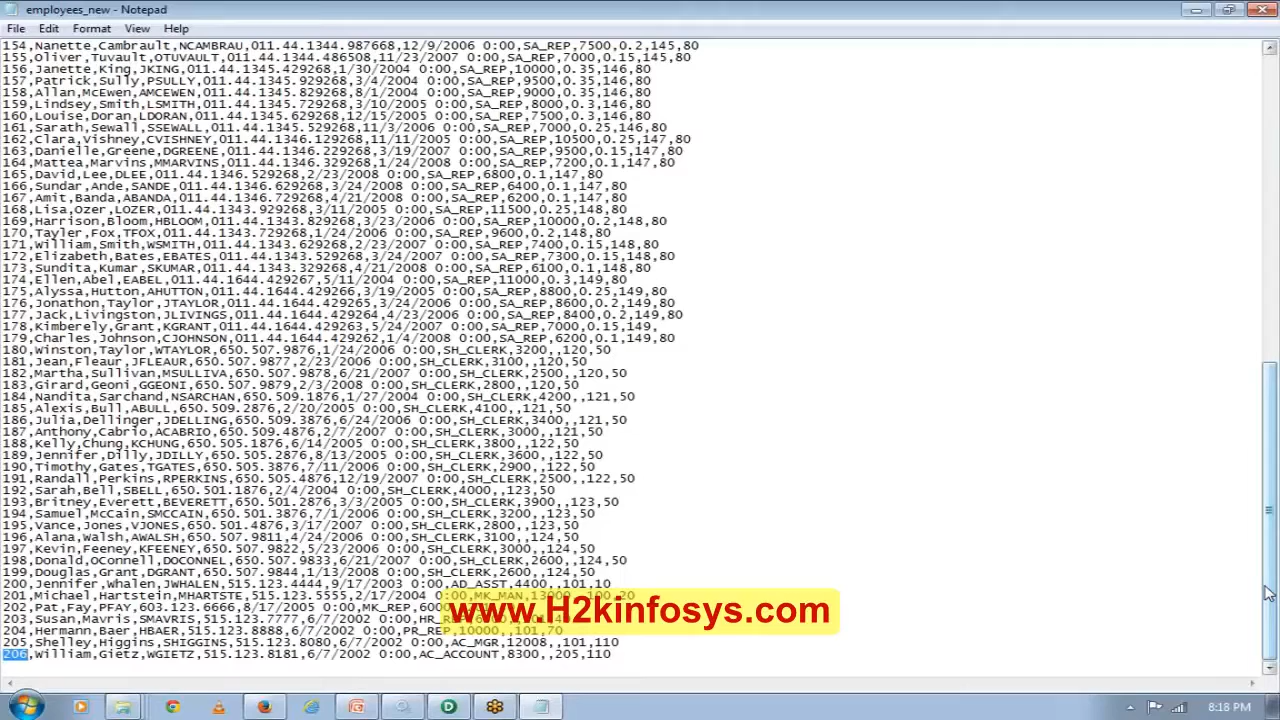 employees_new - Notepad
File Edit Format View Help
154,Nanette,Cambrault,NCAMBRAU,011.44.1344.987668,12/9/2006 0:00,SA_REP,7500,0.2,145,80
155,Oliver,Tuvault,OTUVAULT,011.44.1344.486508,11/23/2007 0:00,SA_REP,7000,0.15,145,80
156,Janette,King,JKING,011.44.1345.429268,1/30/2004 0:00,SA_REP,10000,0.35,146,80
157,Patrick,Sully,PSULLY,011.44.1345.929268,3/4/2004 0:00,SA_REP,9500,0.35,146,80
158,Allan,McEwen,AMCEWEN,011.44.1345.829268,8/1/2004 0:00,SA_REP,9000,0.35,146,80
159,Lindsey,Smith,LSMITH,011.44.1345.729268,3/10/2005 0:00,SA_REP,8000,0.3,146,80
160,Louise,Doran,LDORAN,011.44.1345.629268,12/15/2005 0:00,SA_REP,7500,0.3,146,80
161,Sarath,Sewall,SSEWALL,011.44.1345.529268,11/3/2006 0:00,SA_REP,7000,0.25,146,80
162,Clara,Vishney,CVISHNEY,011.44.1346.129268,11/11/2005 0:00,SA_REP,10500,0.25,147,80
163,Danielle,Greene,DGREENE,011.44.1346.229268,3/19/2007 0:00,SA_REP,9500,0.15,147,80
164,Mattea,Marvins,MMARVINS,011.44.1346.329268,1/24/2008 0:00,SA_REP,7200,0.1,147,80
165,David,Lee,DLEE,011.44.1346.529268,2/23/2008 0:00,SA_REP,6800,0.1,147,80
166,Sundar,Ande,SANDE,011.44.1346.629268,3/24/2008 0:00,SA_REP,6400,0.1,147,80
167,Amit,Banda,ABANDA,011.44.1346.729268,4/21/2008 0:00,SA_REP,6200,0.1,147,80
168,Lisa,Ozer,LOZER,011.44.1343.929268,3/11/2005 0:00,SA_REP,11500,0.25,148,80
169,Harrison,Bloom,HBLOOM,011.44.1343.829268,3/23/2006 0:00,SA_REP,10000,0.2,148,80
170,Tayler,Fox,TFOX,011.44.1343.729268,1/24/2006 0:00,SA_REP,9600,0.2,148,80
171,William,Smith,WSMITH,011.44.1343.629268,2/23/2007 0:00,SA_REP,7400,0.15,148,80
172,Elizabeth,Bates,EBATES,011.44.1343.529268,3/24/2007 0:00,SA_REP,7300,0.15,148,80
173,Sundita,Kumar,SKUMAR,011.44.1343.329268,4/21/2008 0:00,SA_REP,6100,0.1,148,80
174,Ellen,Abel,EABEL,011.44.1644.429267,5/11/2004 0:00,SA_REP,11000,0.3,149,80
175,Alyssa,Hutton,AHUTTON,011.44.1644.429266,3/19/2005 0:00,SA_REP,8800,0.25,149,80
176,Jonathon,Taylor,JTAYLOR,011.44.1644.429265,3/24/2006 0:00,SA_REP,8600,0.2,149,80
177,Jack,Livingston,JLIVINGS,011.44.1644.429264,4/23/2006 0:00,SA_REP,8400,0.2,149,80
178,Kimberely,Grant,KGRANT,011.44.1644.429263,5/24/2007 0:00,SA_REP,7000,0.15,149,
179,Charles,Johnson,CJOHNSON,011.44.1644.429262,1/4/2008 0:00,SA_REP,6200,0.1,149,80
180,Winston,Taylor,WTAYLOR,650.507.9876,1/24/2006 0:00,SH_CLERK,3200,,120,50
181,Jean,Fleaur,JFLEAUR,650.507.9877,2/23/2006 0:00,SH_CLERK,3100,,120,50
182,Martha,Sullivan,MSULLIVA,650.507.9878,6/21/2007 0:00,SH_CLERK,2500,,120,50
183,Girard,Geoni,GGEONI,650.507.9879,2/3/2008 0:00,SH_CLERK,2800,,120,50
184,Nandita,Sarchand,NSARCHAN,650.509.1876,1/27/2004 0:00,SH_CLERK,4200,,121,50
185,Alexis,Bull,ABULL,650.509.2876,2/20/2005 0:00,SH_CLERK,4100,,121,50
186,Julia,Dellinger,JDELLING,650.509.3876,6/24/2006 0:00,SH_CLERK,3400,,121,50
187,Anthony,Cabrio,ACABRIO,650.509.4876,2/7/2007 0:00,SH_CLERK,3000,,121,50
188,Kelly,Chung,KCHUNG,650.505.1876,6/14/2005 0:00,SH_CLERK,3800,,122,50
189,Jennifer,Dilly,JDILLY,650.505.2876,8/13/2005 0:00,SH_CLERK,3600,,122,50
190,Timothy,Gates,TGATES,650.505.3876,7/11/2006 0:00,SH_CLERK,2900,,122,50
191,Randall,Perkins,RPERKINS,650.505.4876,12/19/2007 0:00,SH_CLERK,2500,,122,50
192,Sarah,Bell,SBELL,650.501.1876,2/4/2004 0:00,SH_CLERK,4000,,123,50
193,Britney,Everett,BEVERETT,650.501.2876,3/3/2005 0:00,SH_CLERK,3900,,123,50
194,Samuel,McCain,SMCCAIN,650.501.3876,7/1/2006 0:00,SH_CLERK,3200,,123,50
195,Vance,Jones,VJONES,650.501.4876,3/17/2007 0:00,SH_CLERK,2800,,123,50
196,Alana,Walsh,AWALSH,650.507.9811,4/24/2006 0:00,SH_CLERK,3100,,124,50
197,Kevin,Feeney,KFEENEY,650.507.9822,5/23/2006 0:00,SH_CLERK,3000,,124,50
198,Donald,OConnell,DOCONNEL,650.507.9833,6/21/2007 0:00,SH_CLERK,2600,,124,50
199,Douglas,Grant,DGRANT,650.507.9844,1/13/2008 0:00,SH_CLERK,2600,,124,50
200,Jennifer,Whalen,JWHALEN,515.123.4444,9/17/2003 0:00,AD_ASST,4400,,101,10
201,Michael,Hartstein,MHARTSTE,515.123.5555,2/17/2004 0:00,MK_MAN,13000,,100,20
202,Pat,Fay,PFAY,603.123.6666,8/17/2005 0:00,MK_REP,6000
www.H2kinfosys.com
203,Susan,Mavris,SMAVRIS,515.123.7777,6/7/2002 0:00,HR_REP
204,Hermann,Baer,HBAER,515.123.8888,6/7/2002 0:00,PR_REP,10000,,101,70
205,Shelley,Higgins,SHIGGINS,515.123.8080,6/7/2002 0:00,AC_MGR,12008,,101,110
206,William,Gietz,WGIETZ,515.123.8181,6/7/2002 0:00,AC_ACCOUNT,8300,,205,110
8:18 PM